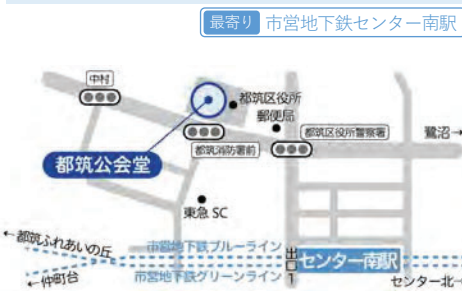 最寄り 市営地下鉄センター南駅
中村
都筑区役所
郵便局
都筑区役所警察署
鷺沼→
都筑消防署前
都筑公会堂
東急 SC
←都筑ふれあいの丘
市営地下鉄ブルーライン
出口1
センター南駅
←仲町台
市営地下鉄グリーンライン
センター北→